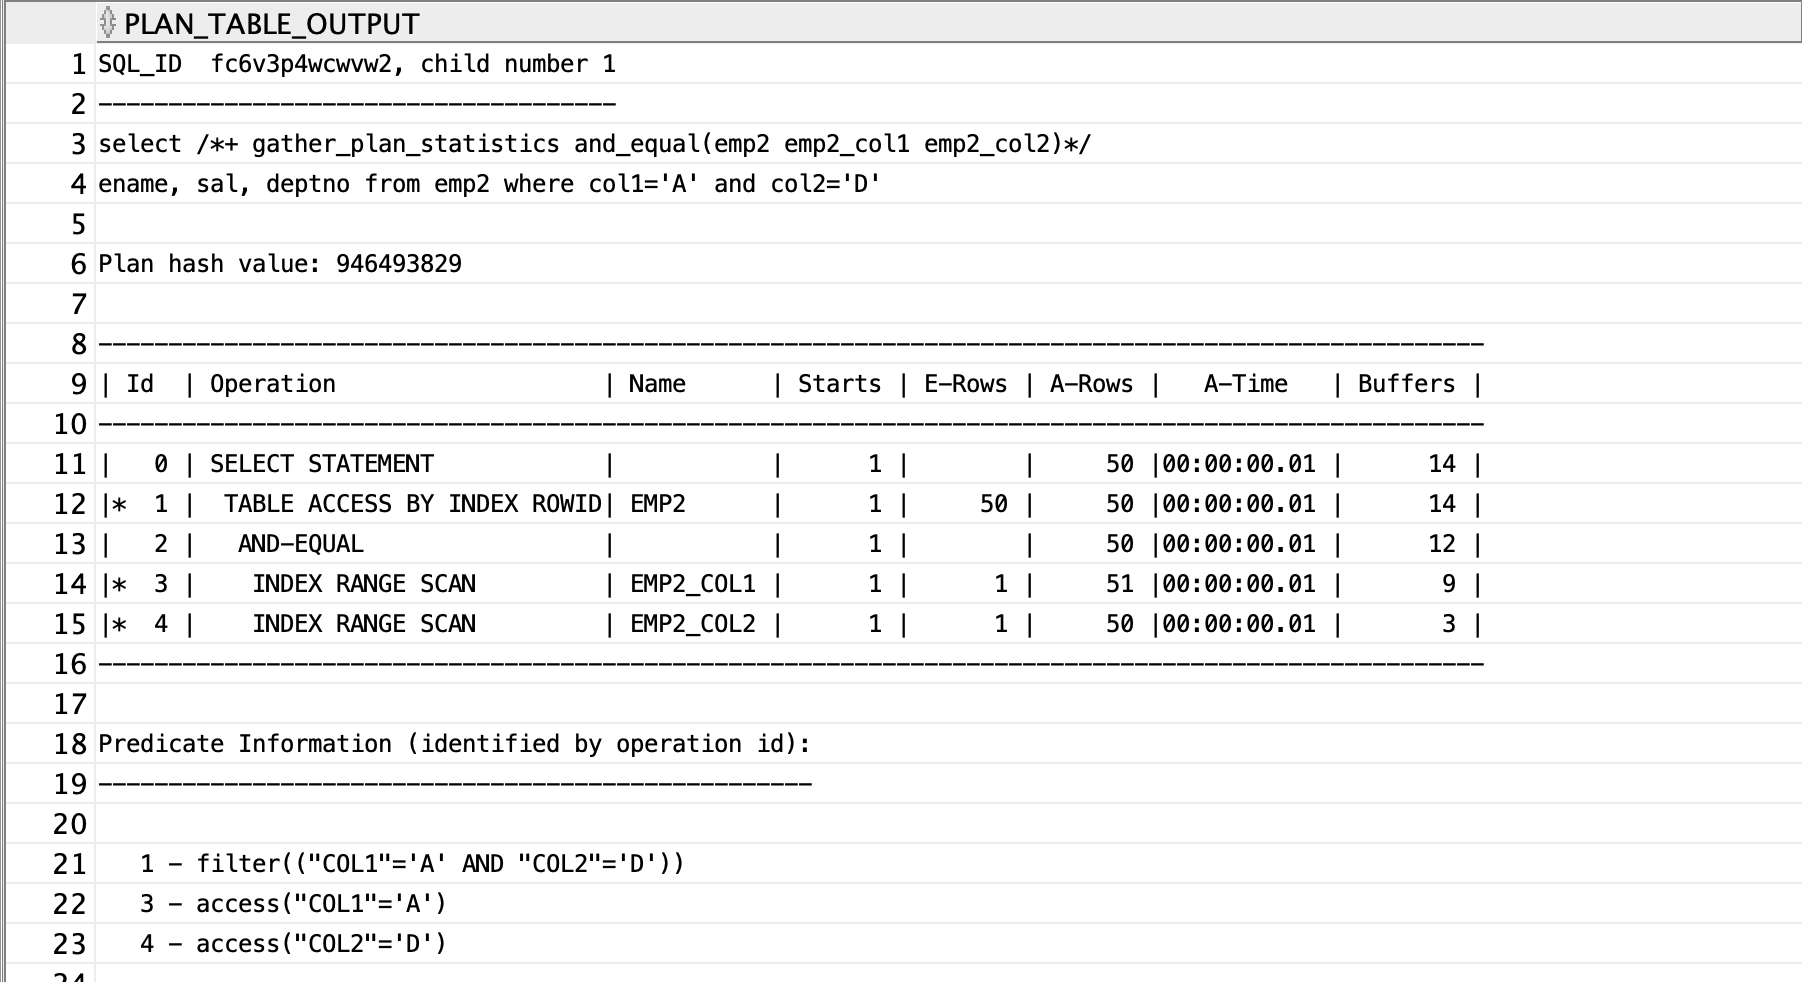 PLAN_TABLE_OUTPUT
1 SQL_ID  fc6v3p4wcwvw2, child number 1
2 -------------------------------------
3 select /*+ gather_plan_statistics and_equal(emp2 emp2_col1 emp2_col2)*/
4 ename, sal, deptno from emp2 where col1='A' and col2='D'
5
6 Plan hash value: 946493829
7
8 ---------------------------------------------------------------------------------------------------
9 | Id  | Operation                   | Name      | Starts | E-Rows | A-Rows |   A-Time   | Buffers |
10 ---------------------------------------------------------------------------------------------------
11 |   0 | SELECT STATEMENT            |           |      1 |        |     50 |00:00:00.01 |      14 |
12 |*  1 |  TABLE ACCESS BY INDEX ROWID| EMP2      |      1 |     50 |     50 |00:00:00.01 |      14 |
13 |   2 |   AND-EQUAL                 |           |      1 |        |     50 |00:00:00.01 |      12 |
14 |*  3 |    INDEX RANGE SCAN         | EMP2_COL1 |      1 |      1 |     51 |00:00:00.01 |       9 |
15 |*  4 |    INDEX RANGE SCAN         | EMP2_COL2 |      1 |      1 |     50 |00:00:00.01 |       3 |
16 ---------------------------------------------------------------------------------------------------
17
18 Predicate Information (identified by operation id):
19 ---------------------------------------------------
20
21    1 - filter(("COL1"='A' AND "COL2"='D'))
22    3 - access("COL1"='A')
23    4 - access("COL2"='D')
24